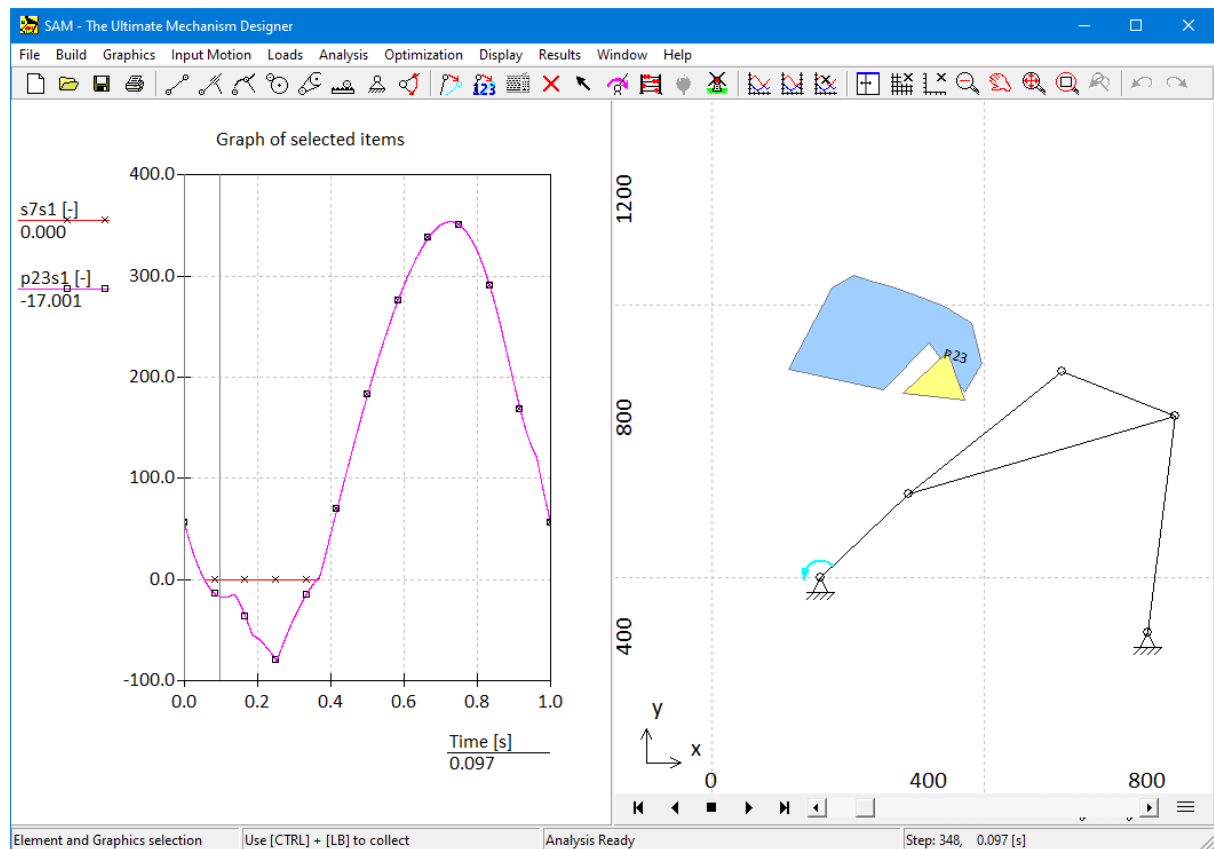 SAM - The Ultimate Mechanism Designer
File Build Graphics Input Motion Loads Analysis Optimization Display Results Window Help
123
Graph of selected items
400.0
s7s1 [-]
0.000
300.0
p23s1 [-]
-17.001
200.0
100.0
0.0
-100.0
0.0 0.2 0.4 0.6 0.8 1.0
Time [s]
0.097
1200
800
400
R23
y
x
0 400 800
Element and Graphics selection Use [CTRL] + [LB] to collect Analysis Ready Step: 348, 0.097 [s]